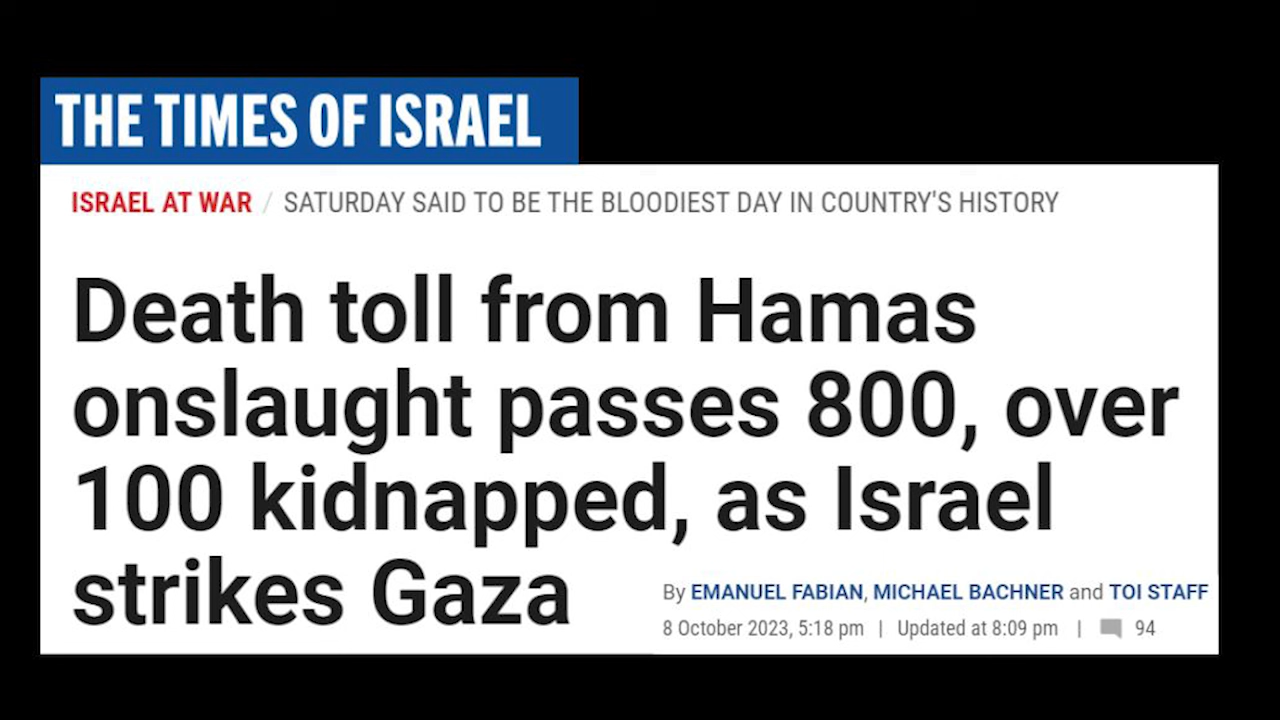 THE TIMES OF ISRAEL
ISRAEL AT WAR / SATURDAY SAID TO BE THE BLOODIEST DAY IN COUNTRY'S HISTORY
Death toll from Hamas
onslaught passes 800, over
100 kidnapped, as Israel
strikes Gaza
By EMANUEL FABIAN, MICHAEL BACHNER and TOI STAFF
8 October 2023, 5:18 pm | Updated at 8:09 pm | 94